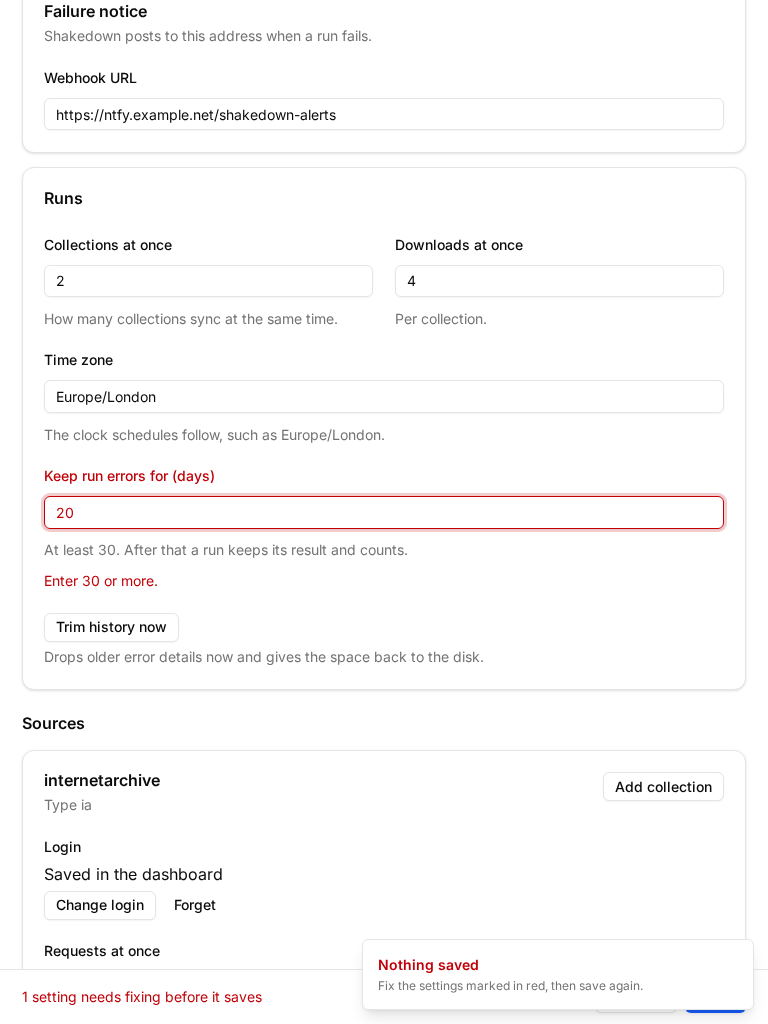 Failure notice
Shakedown posts to this address when a run fails.
Webhook URL
https://ntfy.example.net/shakedown-alerts
Runs
Collections at once
Downloads at once
2
4
How many collections sync at the same time.
Per collection.
Time zone
Europe/London
The clock schedules follow, such as Europe/London.
Keep run errors for (days)
20
At least 30. After that a run keeps its result and counts.
Enter 30 or more.
Trim history now
Drops older error details now and gives the space back to the disk.
Sources
internetarchive
Add collection
Type ia
Login
Saved in the dashboard
Change login
Forget
Requests at once
Nothing saved
Fix the settings marked in red, then save again.
1 setting needs fixing before it saves